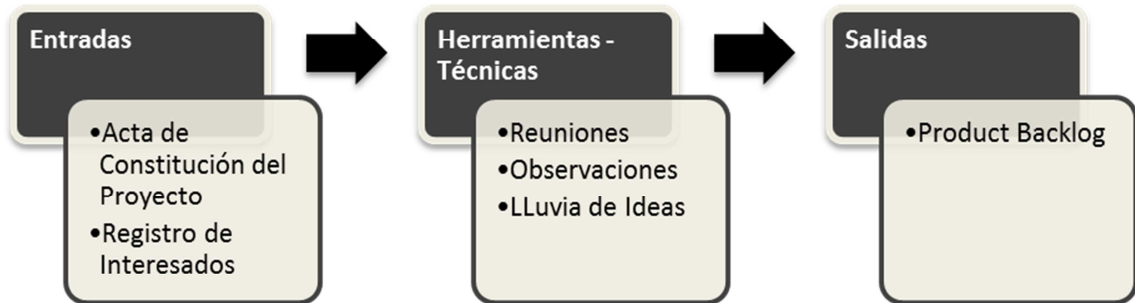 Entradas
•Acta de
Constitución del
Proyecto
•Registro de
Interesados
Herramientas -
Técnicas
•Reuniones
•Observaciones
•LLuvia de Ideas
Salidas
•Product Backlog